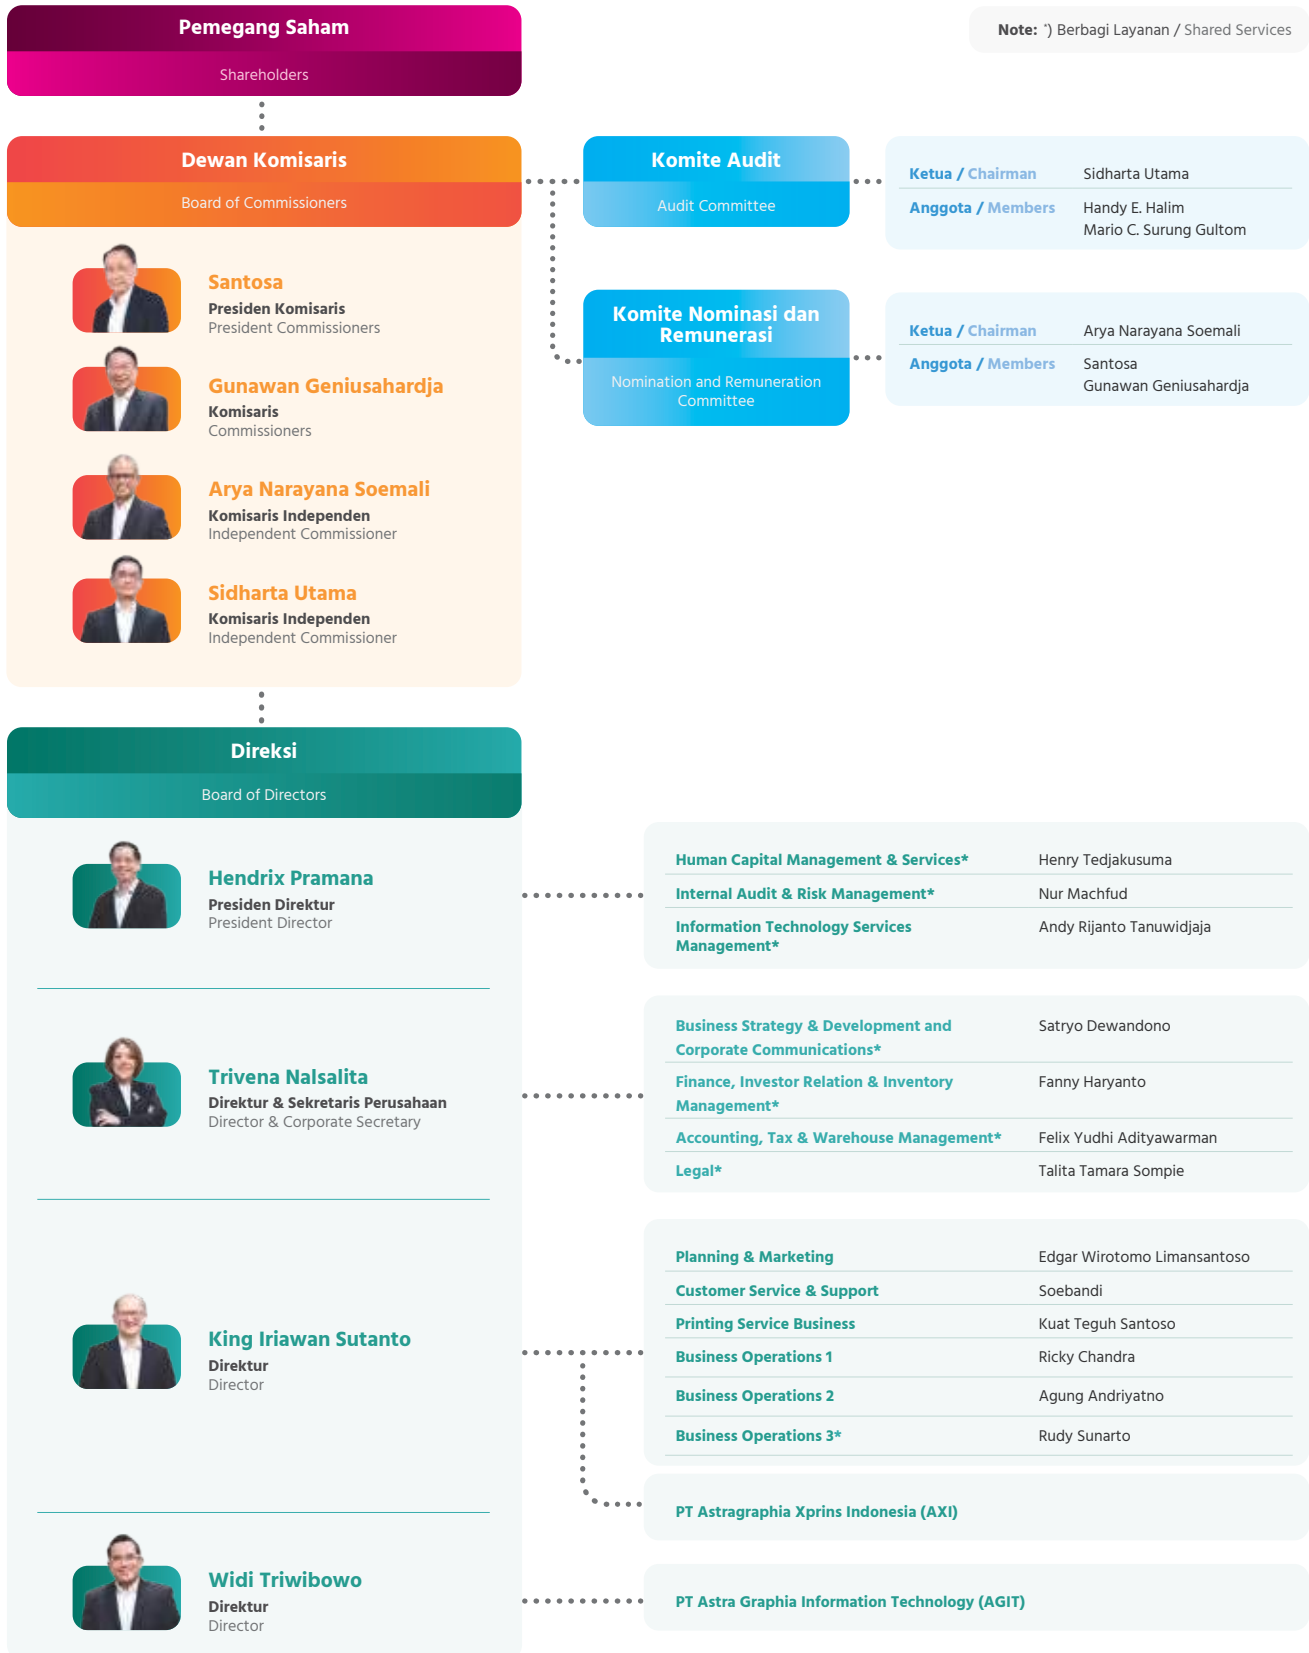 Pemegang Saham
Shareholders
Note: *) Berbagi Layanan / Shared Services
Dewan Komisaris
Board of Commissioners
Santosa
Presiden Komisaris
President Commissioners
Gunawan Geniusahardja
Komisaris
Commissioners
Arya Narayana Soemali
Komisaris Independen
Independent Commissioner
Sidharta Utama
Komisaris Independen
Independent Commissioner
Komite Audit
Audit Committee
Ketua / Chairman Sidharta Utama
Anggota / Members Handy E. Halim
Mario C. Surung Gultom
Komite Nominasi dan
Remunerasi
Nomination and Remuneration
Committee
Ketua / Chairman Arya Narayana Soemali
Anggota / Members Santosa
Gunawan Geniusahardja
Direksi
Board of Directors
Hendrix Pramana
Presiden Direktur
President Director
Human Capital Management & Services* Henry Tedjakusuma
Internal Audit & Risk Management* Nur Machfud
Information Technology Services Andy Rijanto Tanuwidjaja
Management*
Trivena Nalsalita
Direktur & Sekretaris Perusahaan
Director & Corporate Secretary
Business Strategy & Development and Satryo Dewandono
Corporate Communications*
Finance, Investor Relation & Inventory Fanny Haryanto
Management*
Accounting, Tax & Warehouse Management* Felix Yudhi Adityawarman
Legal* Talita Tamara Sompie
King Iriawan Sutanto
Direktur
Director
Planning & Marketing Edgar Wirotomo Limansantoso
Customer Service & Support Soebandi
Printing Service Business Kuat Teguh Santoso
Business Operations 1 Ricky Chandra
Business Operations 2 Agung Andriyatno
Business Operations 3* Rudy Sunarto
PT Astragraphia Xprins Indonesia (AXI)
Widi Triwibowo
Direktur
Director
PT Astra Graphia Information Technology (AGIT)